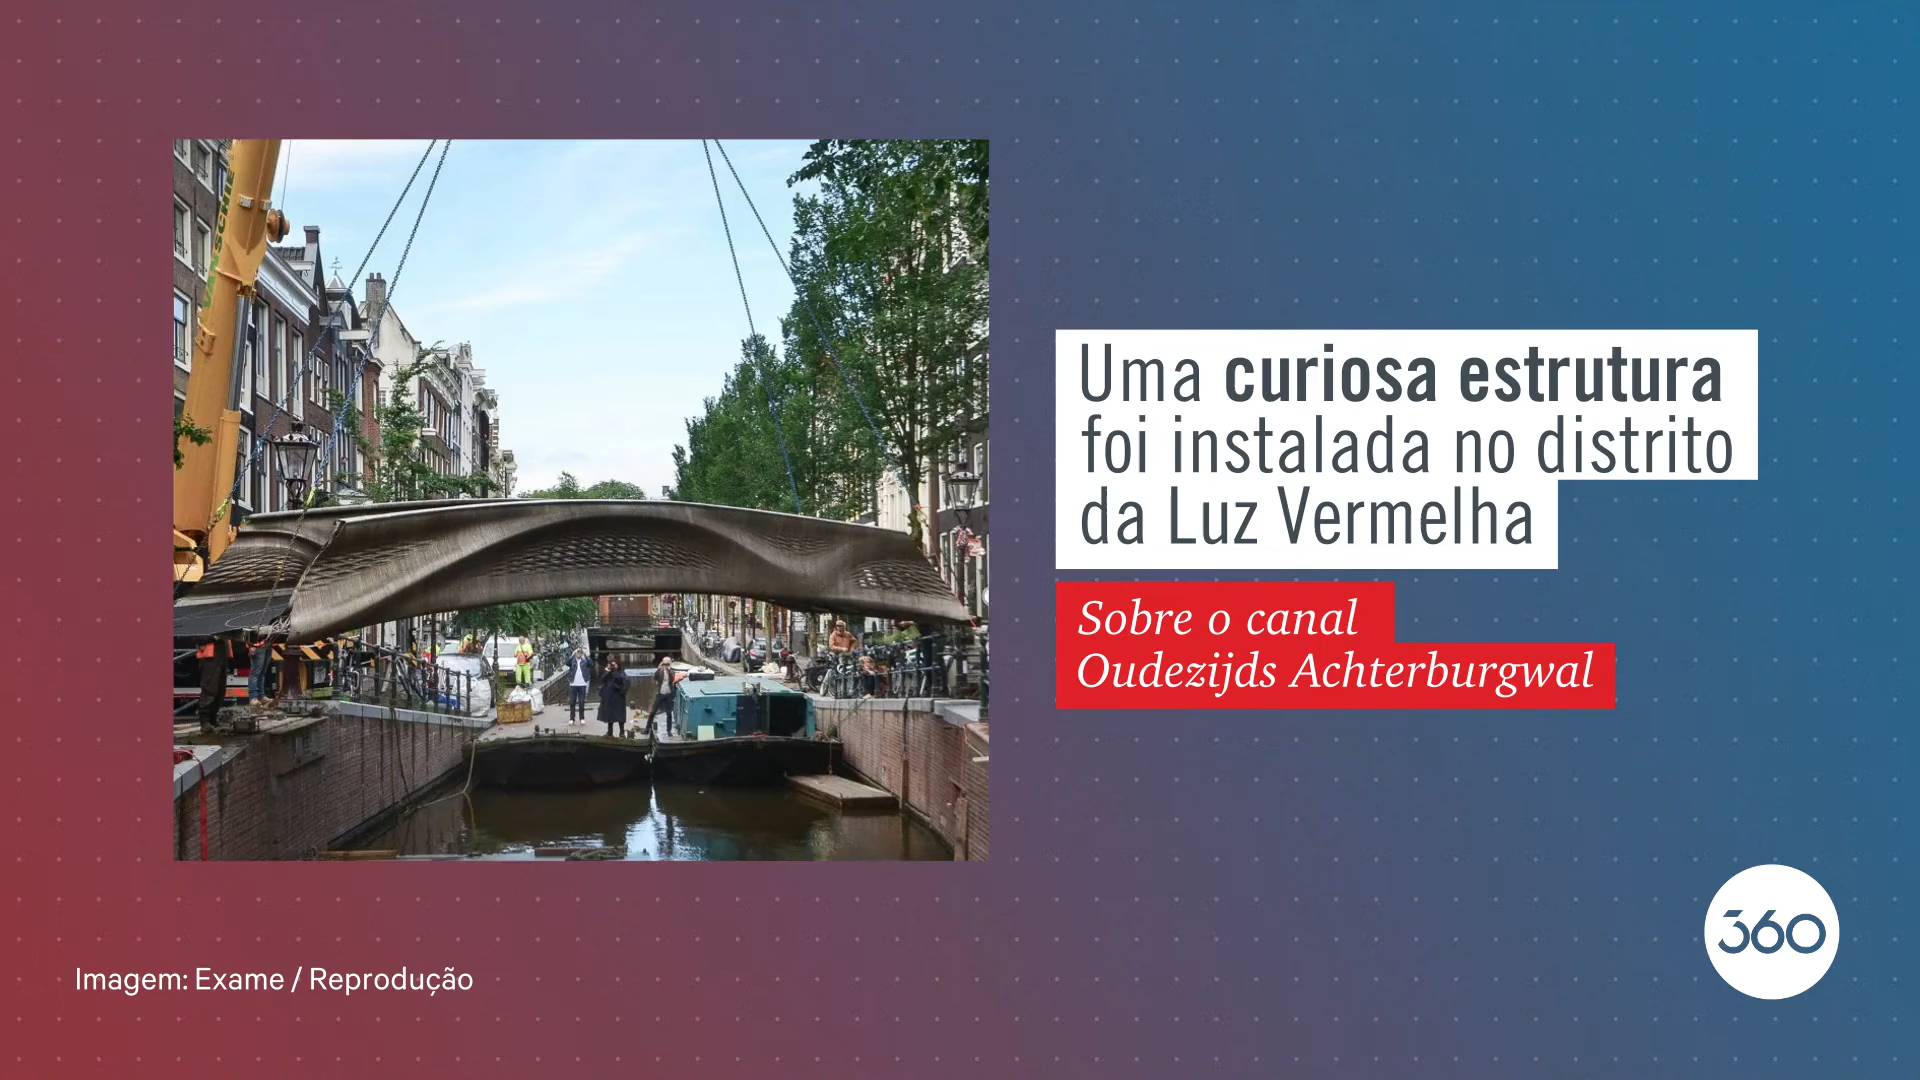 Uma curiosa estrutura
foi instalada no distrito
da Luz Vermelha
Sobre o canal
Oudezijds Achterburgwal
360
Imagem: Exame / Reprodução